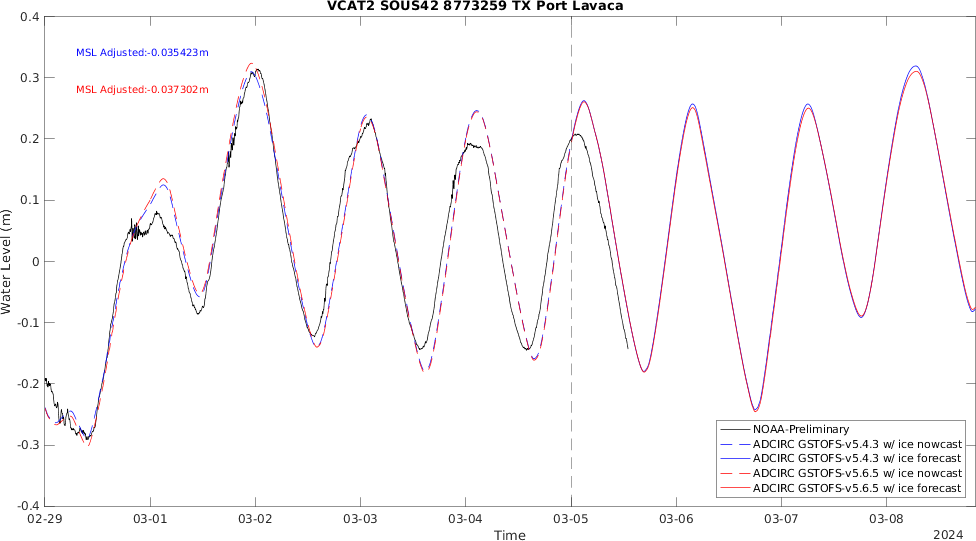 VCAT2 SOUS42 8773259 TX Port Lavaca
MSL Adjusted:-0.035423m
MSL Adjusted:-0.037302m
Water Level (m)
0.4
0.3
0.2
0.1
0
-0.1
-0.2
-0.3
-0.4
NOAA-Preliminary
ADCIRC GSTOFS-v5.4.3 w/ ice nowcast
ADCIRC GSTOFS-v5.4.3 w/ ice forecast
ADCIRC GSTOFS-v5.6.5 w/ ice nowcast
ADCIRC GSTOFS-v5.6.5 w/ ice forecast
02-29 03-01 03-02 03-03 03-04 03-05 03-06 03-07 03-08
Time
2024